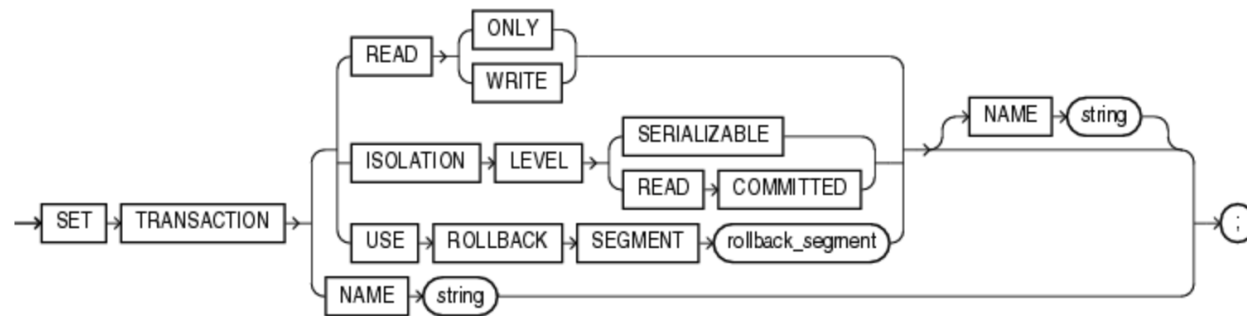 ONLY
READ
WRITE
NAME string
SERIALIZABLE
ISOLATION LEVEL
READ COMMITTED
SET TRANSACTION
USE ROLLBACK SEGMENT rollback_segment
;
NAME string